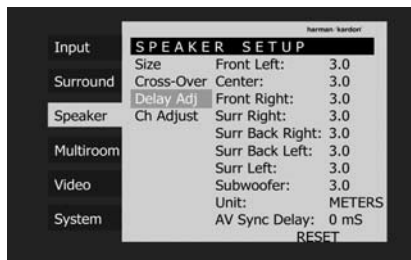 harman/kardon
Input
Surround
Speaker
Multiroom
Video
System
SPEAKER SETUP
Size
Cross-Over
Delay Adj
Ch Adjust
Front Left: 3.0
Center: 3.0
Front Right: 3.0
Surr Right: 3.0
Surr Back Right: 3.0
Surr Back Left: 3.0
Surr Left: 3.0
Subwoofer: 3.0
Unit: METERS
AV Sync Delay: 0 mS
RESET